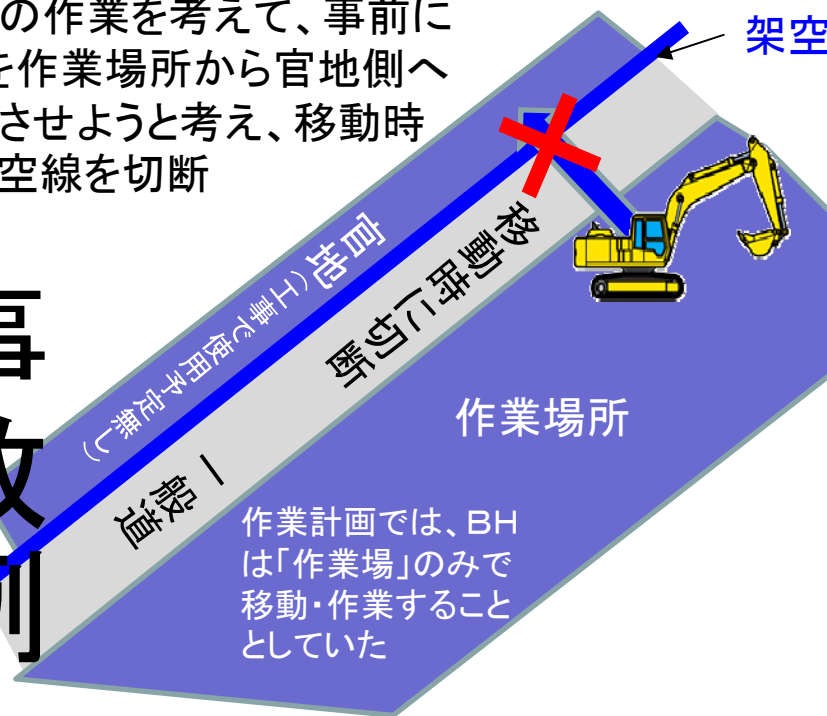 の作業を考えて、事前に
を作業場所から官地側へ
させようと考え、移動時
空線を切断
架空
官地（工事で使用予定無し）
移動時に切断
一般道
作業場所
作業計画では、BH
は「作業場」のみで
移動・作業すること
としていた
事故例